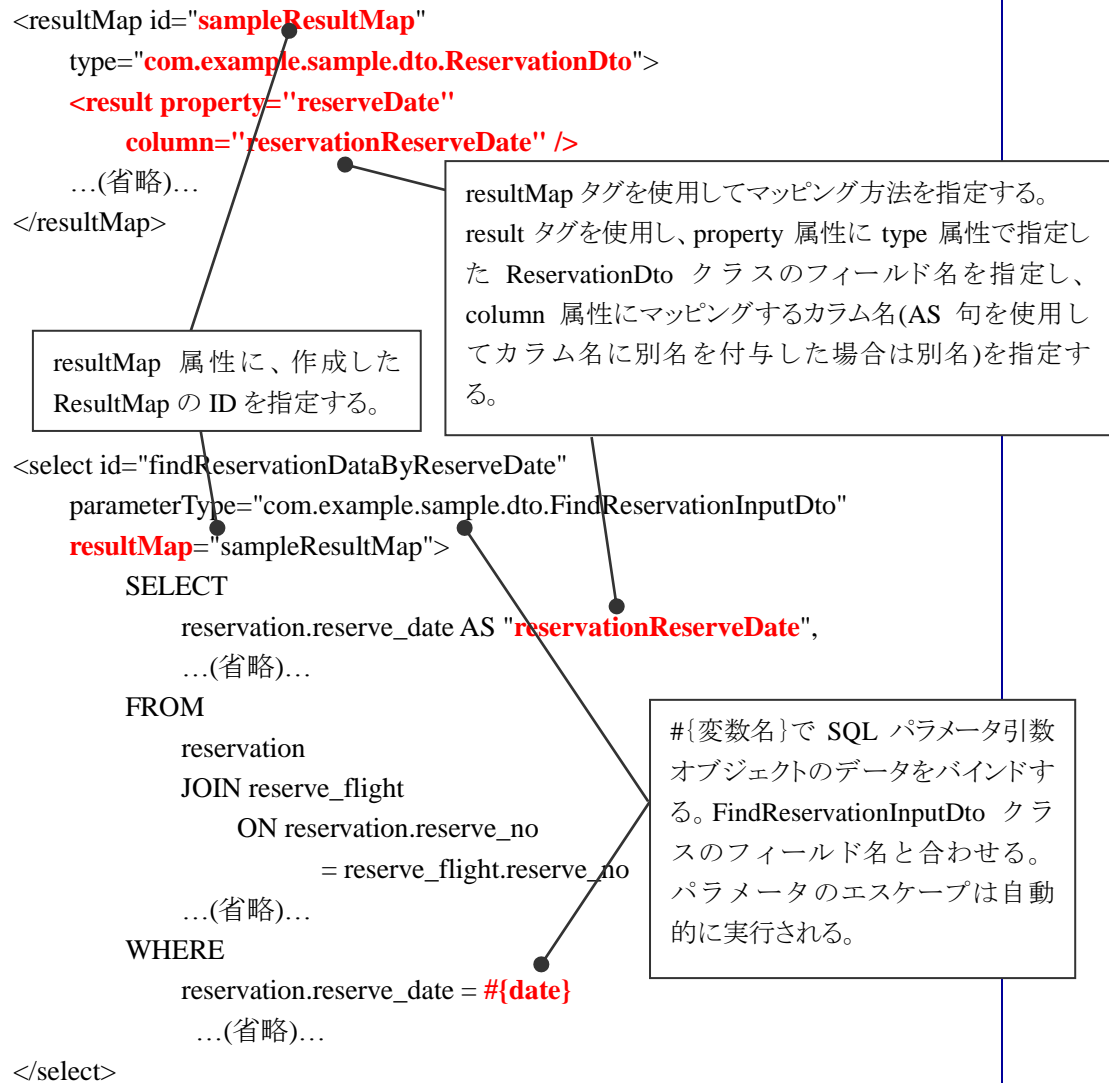 <resultMap id="sampleResultMap"
type="com.example.sample.dto.ReservationDto">
<result property="reserveDate"
column="reservationReserveDate" />
…(省略)…
</resultMap>
resultMap タグを使用してマッピング方法を指定する。
result タグを使用し、property 属性に type 属性で指定し
た ReservationDto クラスのフィールド名を指定し、
column 属性にマッピングするカラム名(AS 句を使用し
てカラム名に別名を付与した場合は別名)を指定す
る。
resultMap 属性に、作成した
ResultMap の ID を指定する。
<select id="findReservationDataByReserveDate"
parameterType="com.example.sample.dto.FindReservationInputDto"
resultMap="sampleResultMap">
SELECT
reservation.reserve_date AS "reservationReserveDate",
…(省略)…
FROM
reservation
JOIN reserve_flight
ON reservation.reserve_no
= reserve_flight.reserve_no
…(省略)…
WHERE
reservation.reserve_date = #{date}
…(省略)…
</select>
#{変数名}で SQL パラメータ引数
オブジェクトのデータをバインドす
る。FindReservationInputDto クラ
スのフィールド名と合わせる。
パラメータのエスケープは自動
的に実行される。